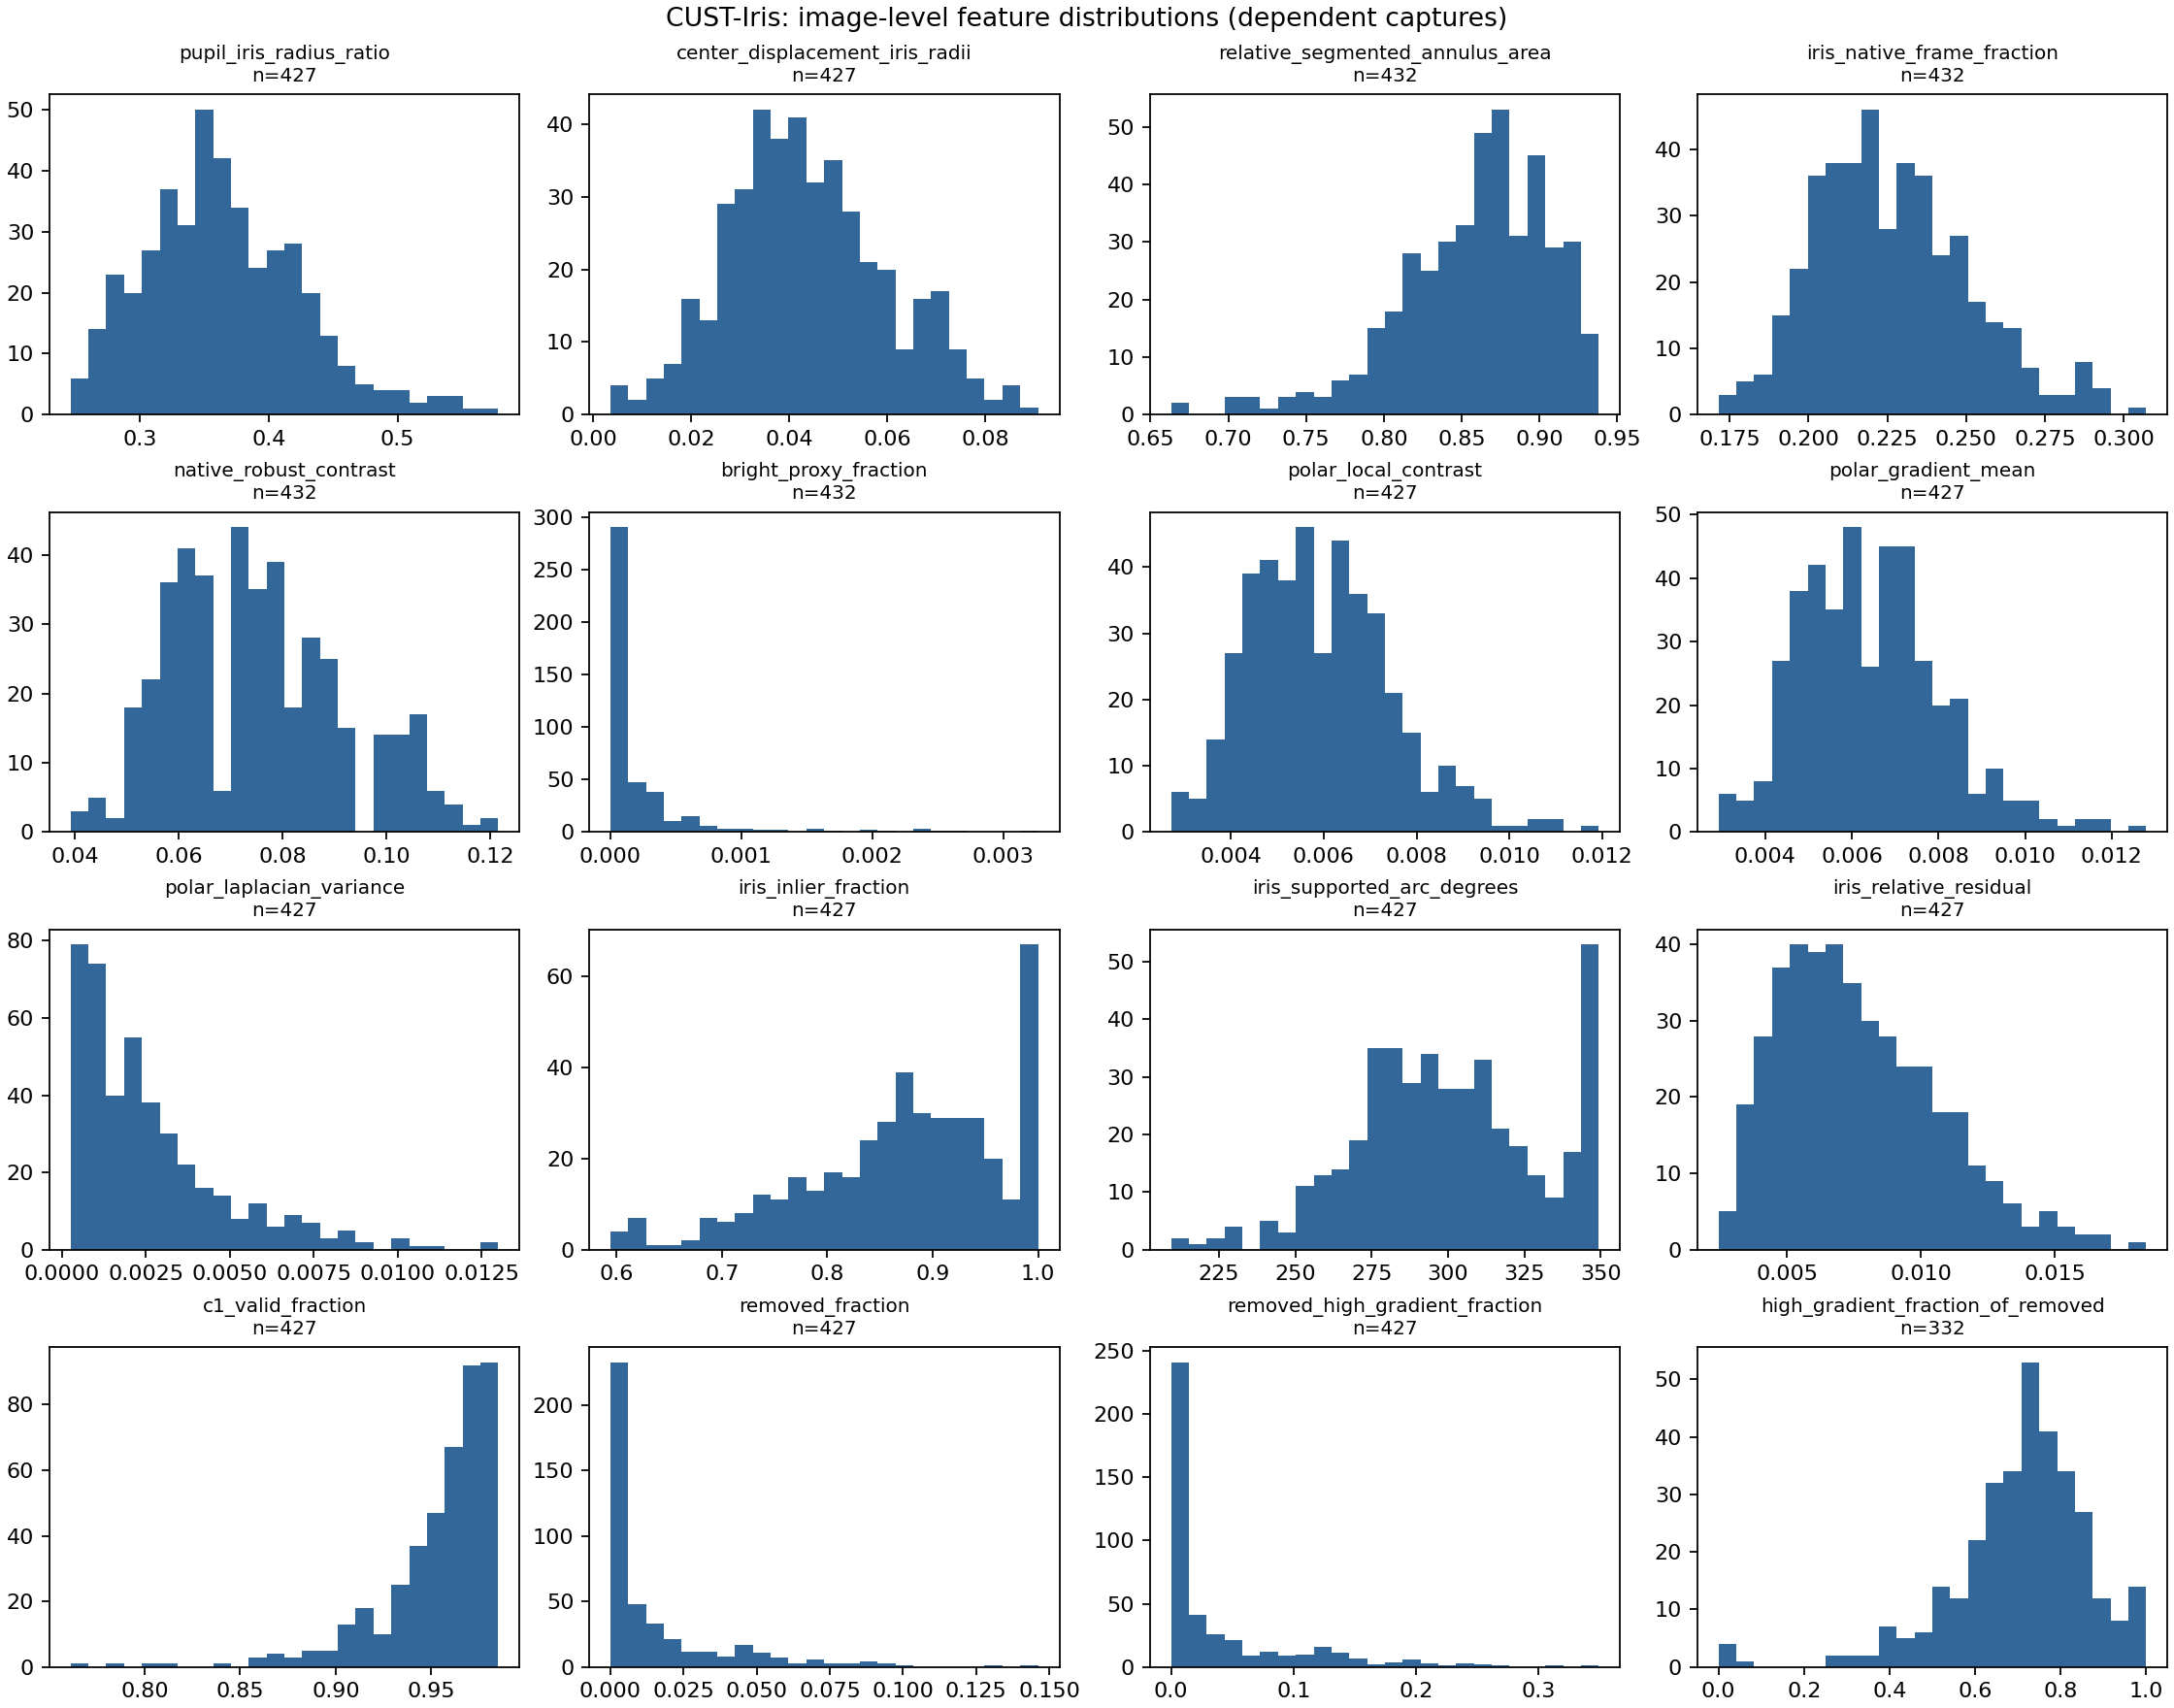 CUST-Iris: image-level feature distributions (dependent captures)
pupil_iris_radius_ratio
n=427
50
40
30
20
10
0
0.3 0.4 0.5
center_displacement_iris_radii
n=427
40
30
20
10
0
0.00 0.02 0.04 0.06 0.08
relative_segmented_annulus_area
n=432
50
40
30
20
10
0
0.65 0.70 0.75 0.80 0.85 0.90 0.95
iris_native_frame_fraction
n=432
40
30
20
10
0
0.175 0.200 0.225 0.250 0.275 0.300
native_robust_contrast
n=432
40
30
20
10
0
0.04 0.06 0.08 0.10 0.12
bright_proxy_fraction
n=432
300
250
200
150
100
50
0
0.000 0.001 0.002 0.003
polar_local_contrast
n=427
40
30
20
10
0
0.004 0.006 0.008 0.010 0.012
polar_gradient_mean
n=427
50
40
30
20
10
0
0.004 0.006 0.008 0.010 0.012
polar_laplacian_variance
n=427
80
60
40
20
0
0.0000 0.0025 0.0050 0.0075 0.0100 0.0125
iris_inlier_fraction
n=427
60
40
20
0
0.6 0.7 0.8 0.9 1.0
iris_supported_arc_degrees
n=427
50
40
30
20
10
0
225 250 275 300 325 350
iris_relative_residual
n=427
40
30
20
10
0
0.005 0.010 0.015
c1_valid_fraction
n=427
80
60
40
20
0
0.80 0.85 0.90 0.95
removed_fraction
n=427
200
150
100
50
0
0.000 0.025 0.050 0.075 0.100 0.125 0.150
removed_high_gradient_fraction
n=427
250
200
150
100
50
0
0.0 0.1 0.2 0.3
high_gradient_fraction_of_removed
n=332
50
40
30
20
10
0
0.0 0.2 0.4 0.6 0.8 1.0